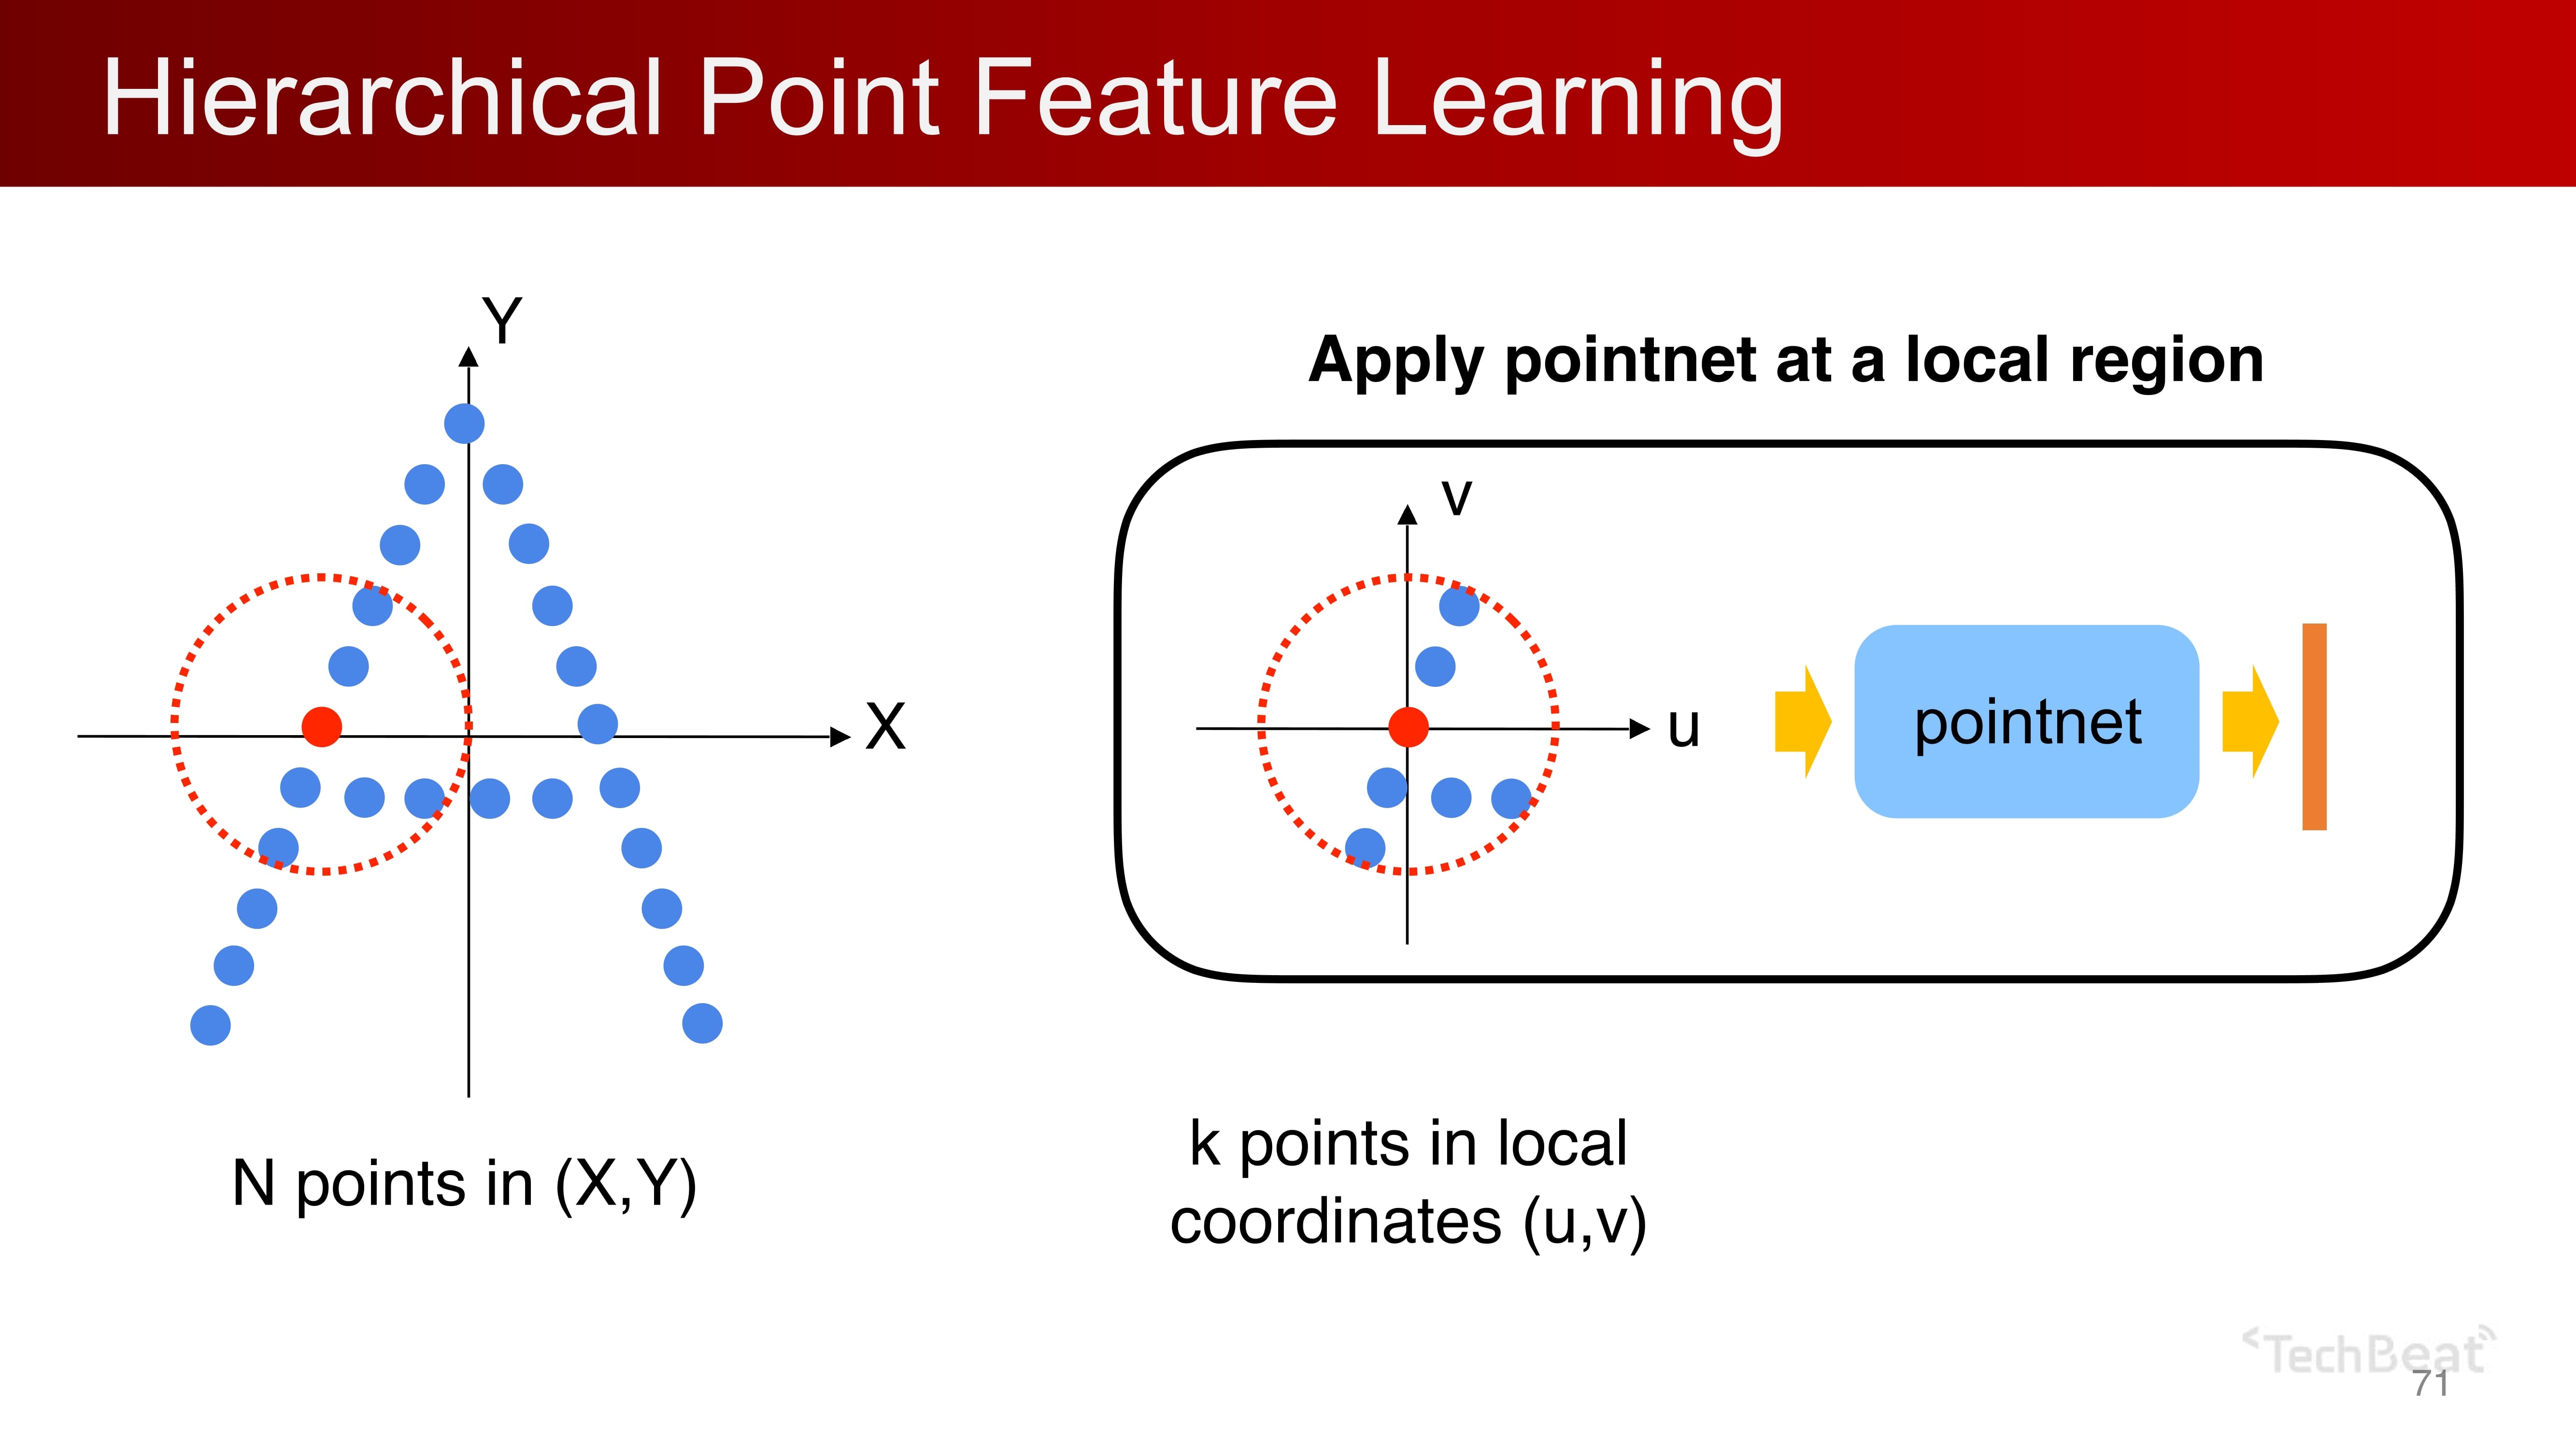 Hierarchical Point Feature Learning
Y
X
N points in (X,Y)
Apply pointnet at a local region
v
u
pointnet
k points in local
coordinates (u,v)
TechBeat
71